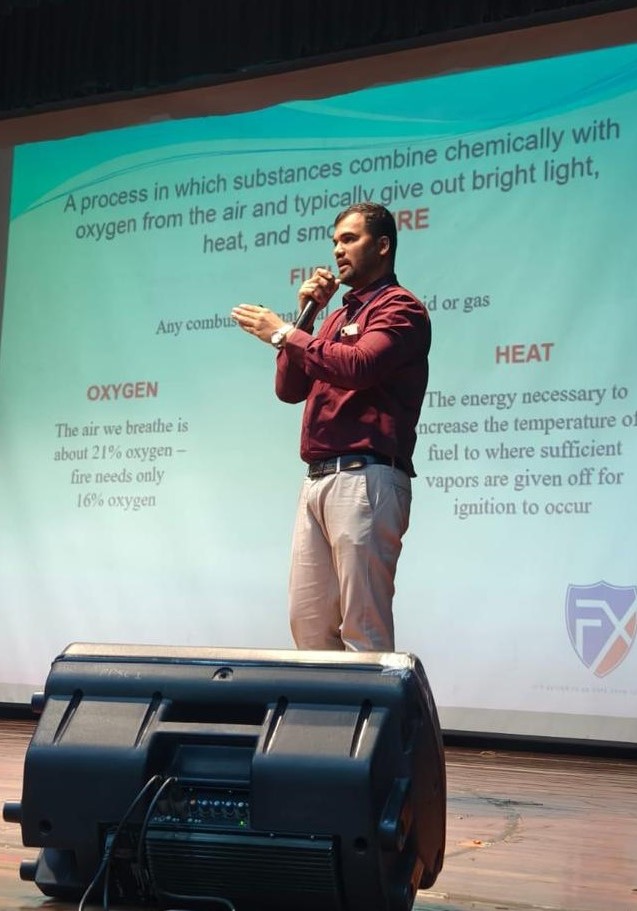 A process in which substances combine chemically with
oxygen from the air and typically give out bright light,
heat, and smo RE
FU
Any combus id or gas
OXYGEN
The air we breathe is
about 21% oxygen –
fire needs only
16% oxygen
HEAT
The energy necessary to
ncrease the temperature of
fuel to where sufficient
vapors are given off for
ignition to occur
FX